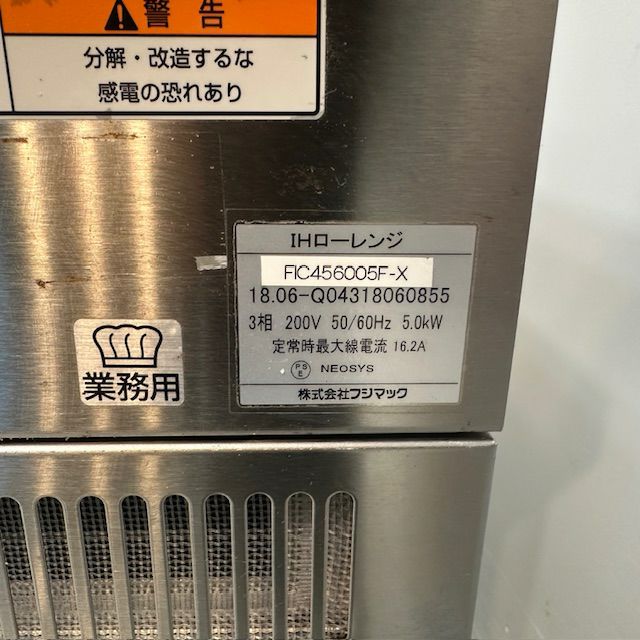 警告
分解・改造するな
感電の恐れあり
IHローレンジ
FIC456005F-X
18.06-Q04318060855
3相 200V 50/60Hz 5.0kW
定常時最大線電流 16.2A
PSE NEOSYS
株式会社フジマック
業務用